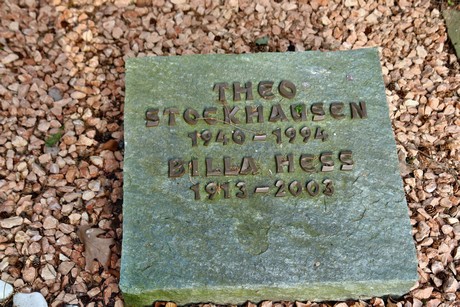 THEO
STOCKHAUSEN
1940 – 1994
BILLA HESS
1913 – 2003